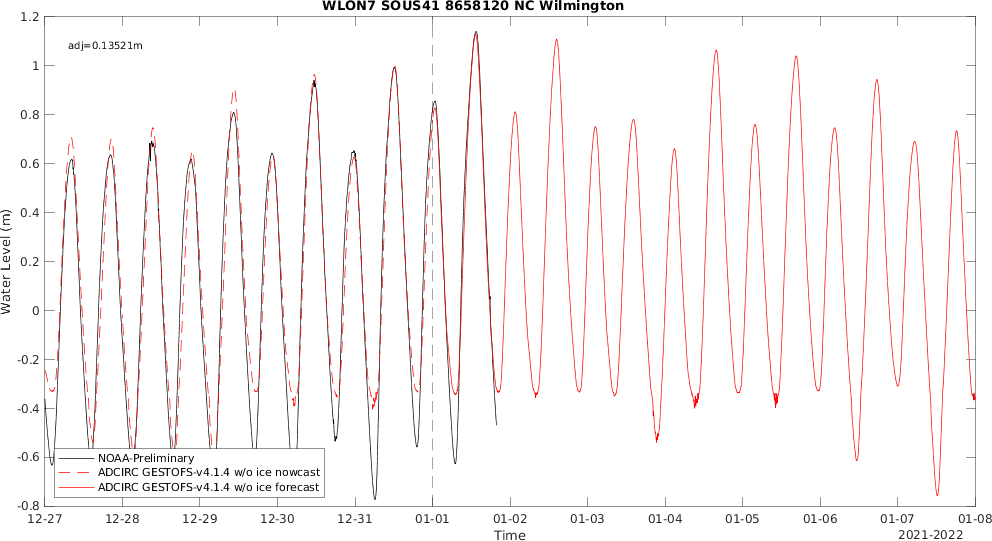 WLON7 SOUS41 8658120 NC Wilmington
adj=0.13521m
1.2
1
0.8
0.6
0.4
0.2
0
-0.2
-0.4
-0.6
-0.8
Water Level (m)
NOAA-Preliminary
ADCIRC GESTOFS-v4.1.4 w/o ice nowcast
ADCIRC GESTOFS-v4.1.4 w/o ice forecast
12-27 12-28 12-29 12-30 12-31 01-01 01-02 01-03 01-04 01-05 01-06 01-07 01-08
Time
2021-2022